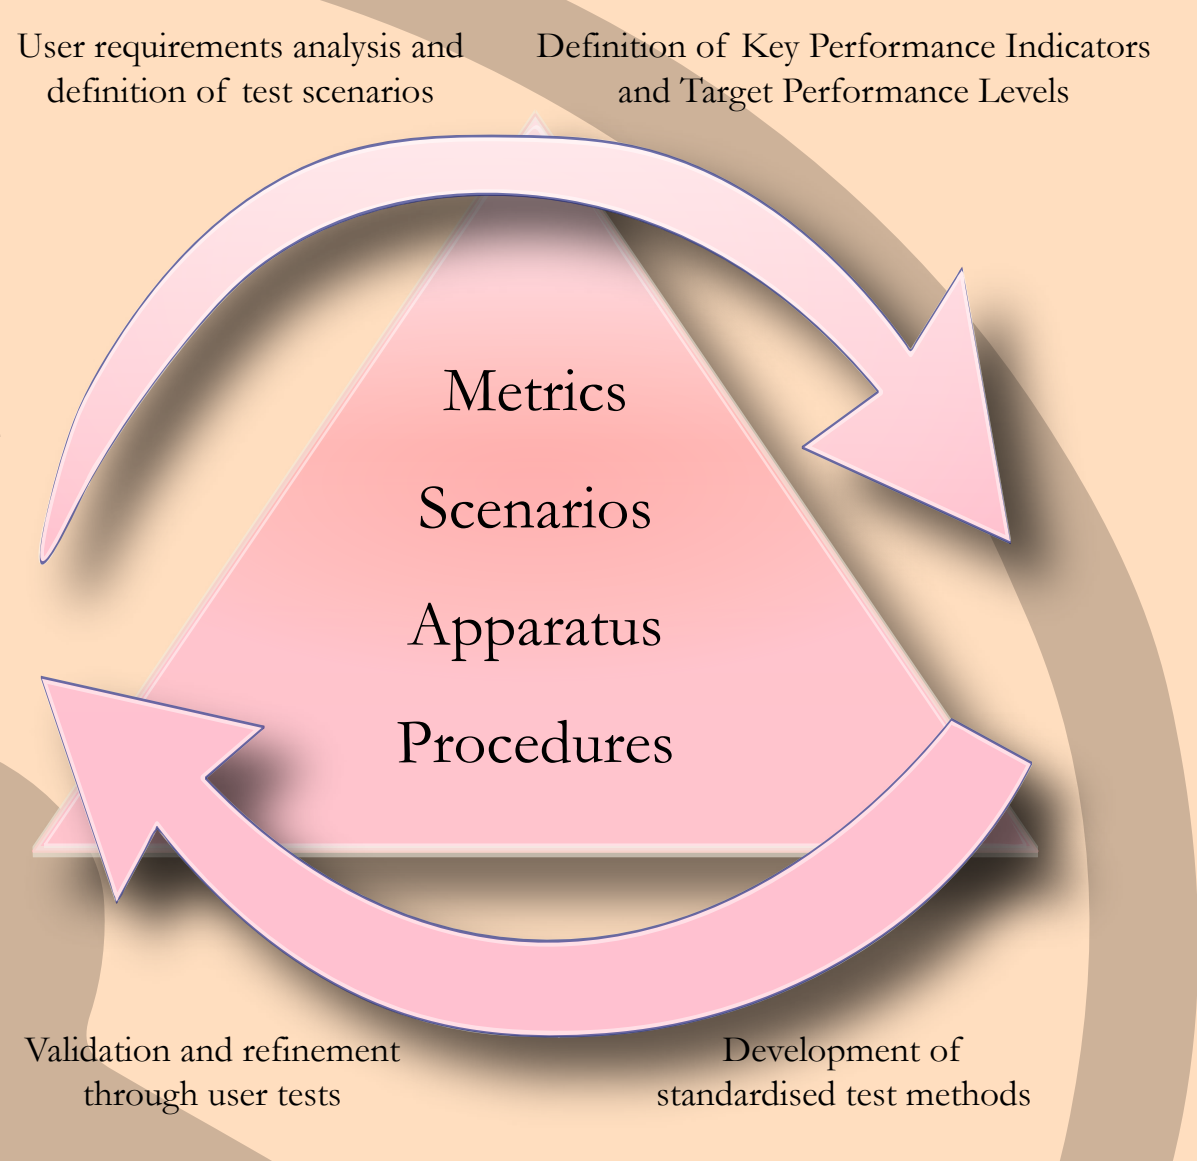 User requirements analysis and
definition of test scenarios
Definition of Key Performance Indicators
and Target Performance Levels
Metrics
Scenarios
Apparatus
Procedures
Validation and refinement
through user tests
Development of
standardised test methods